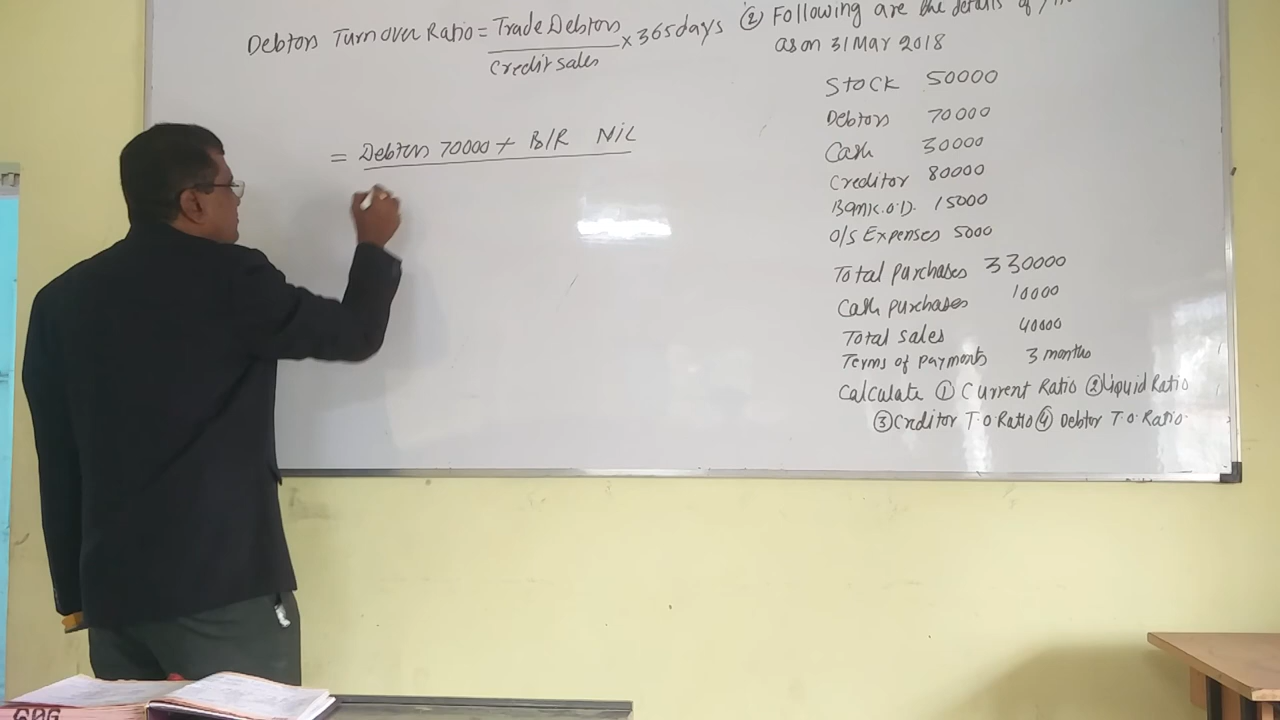 Debtors Turnover Ratio = Trade Debtors / Credit sales × 365 days
= Debtors 70000 + B/R Nil
② Following are the details of
as on 31 Mar 2018
Stock 50000
Debtors 70000
Cash 30000
Creditor 80000
Bank.O.D. 15000
O/S Expenses 5000
Total purchases 330000
Cash purchases 10000
Total sales 40000
Terms of payments 3 months
Calculate ① Current Ratio ② Liquid Ratio
③ Creditor T.O. Ratio ④ Debtor T.O. Ratio.